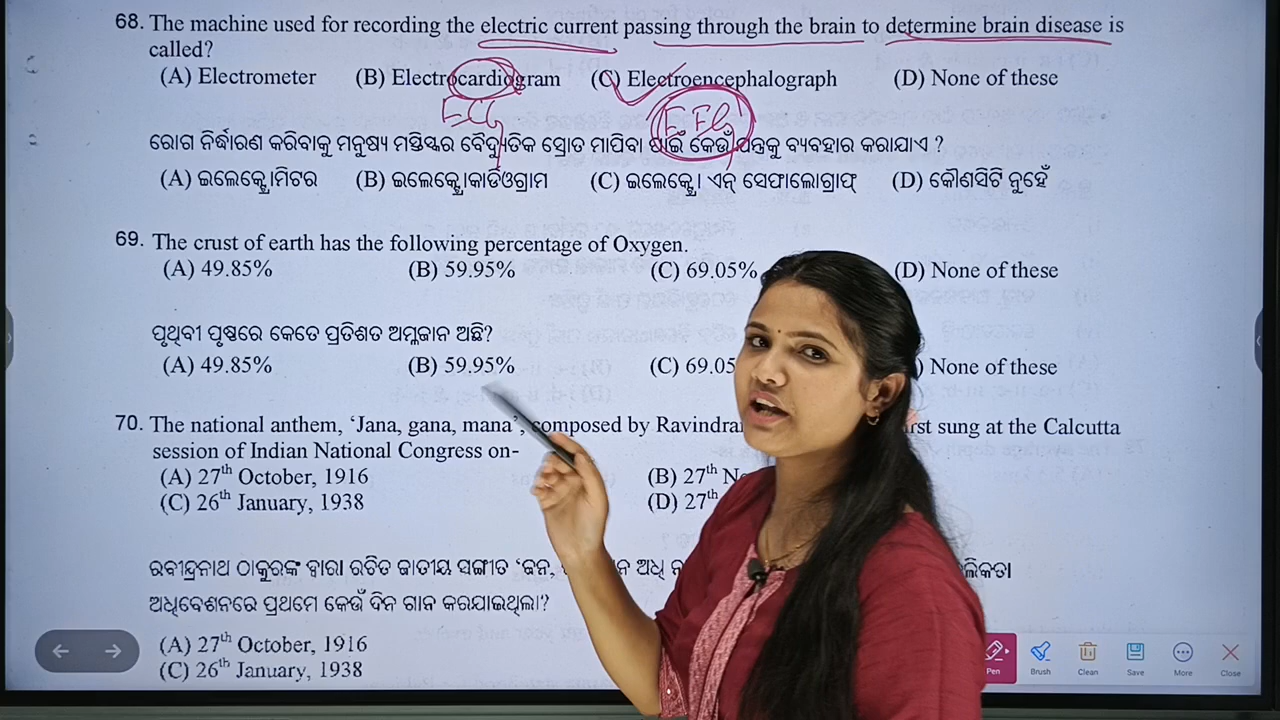 68. The machine used for recording the electric current passing through the brain to determine brain disease is
called?
(A) Electrometer (B) Electrocardiogram (C) Electroencephalograph (D) None of these
ECG EEG
ରୋଗ ନିର୍ଦ୍ଧାରଣ କରିବାକୁ ମନୁଷ୍ୟ ମସ୍ତିଷ୍କର ବୈଦ୍ୟୁତିକ ସ୍ରୋତ ମାପିବା ପାଇଁ କେଉଁ ଯନ୍ତ୍ରକୁ ବ୍ୟବହାର କରାଯାଏ ?
(A) ଇଲେକ୍ଟ୍ରୋମିଟର (B) ଇଲେକ୍ଟ୍ରୋକାର୍ଡିଓଗ୍ରାମ (C) ଇଲେକ୍ଟ୍ରୋ ଏନ୍ ସେଫାଲୋଗ୍ରାଫ୍ (D) କୌଣସିଟି ନୁହେଁ
69. The crust of earth has the following percentage of Oxygen.
(A) 49.85% (B) 59.95% (C) 69.05% (D) None of these
ପୃଥିବୀ ପୃଷ୍ଠରେ କେତେ ପ୍ରତିଶତ ଅମ୍ଳଜାନ ଅଛି?
(A) 49.85% (B) 59.95% (C) 69.05 ) None of these
70. The national anthem, ‘Jana, gana, mana’, composed by Ravindra sung at the Calcutta
session of Indian National Congress on-
(A) 27th October, 1916 (B) 27th
(C) 26th January, 1938 (D) 27th
ରବୀନ୍ଦ୍ରନାଥ ଠାକୁରଙ୍କ ଦ୍ୱାରା ରଚିତ ଜାତୀୟ ସଙ୍ଗୀତ ‘ଜନ, ଅଧି
ଅଧିବେଶନରେ ପ୍ରଥମେ କେଉଁ ଦିନ ଗାନ କରଯାଇଥିଲା?
(A) 27th October, 1916
(C) 26th January, 1938
Pen Brush Clean Save More Close